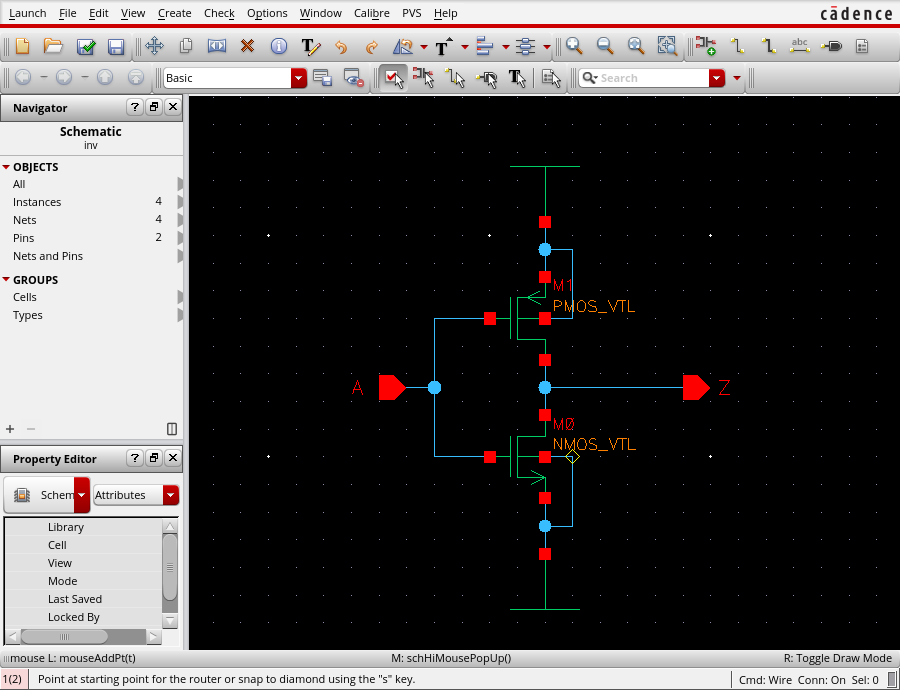 Launch File Edit View Create Check Options Window Calibre PVS Help
cādence
Basic
Search
Navigator
Schematic
inv
OBJECTS
All
Instances 4
Nets 4
Pins 2
Nets and Pins
GROUPS
Cells
Types
Property Editor
Schem Attributes
Library
Cell
View
Mode
Last Saved
Locked By
M1
PMOS_VTL
A
Z
M0
NMOS_VTL
mouse L: mouseAddPt(t) M: schHiMousePopUp() R: Toggle Draw Mode
1(2) Point at starting point for the router or snap to diamond using the "s" key. Cmd: Wire Conn: On Sel: 0